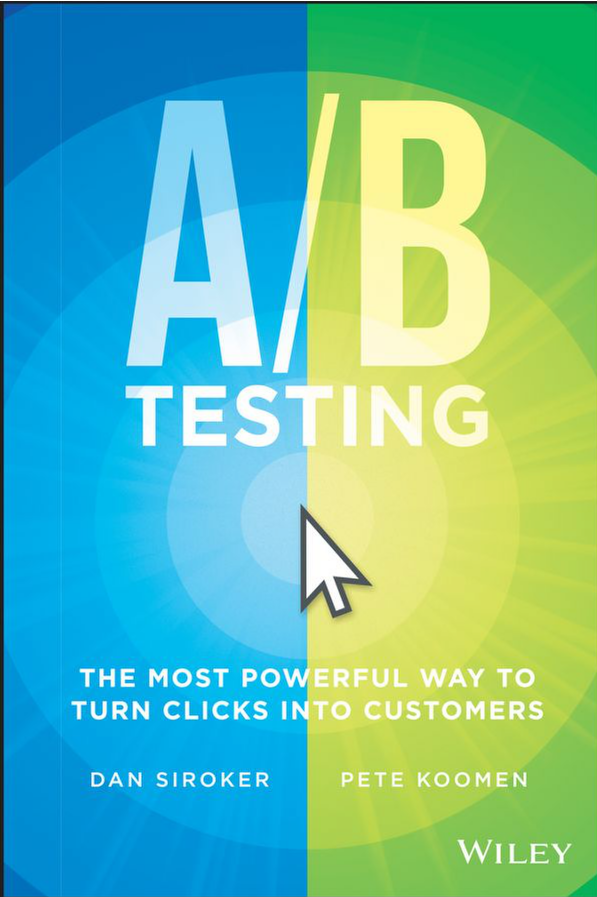 A/B
TESTING
THE MOST POWERFUL WAY TO
TURN CLICKS INTO CUSTOMERS
DAN SIROKER PETE KOOMEN
WILEY